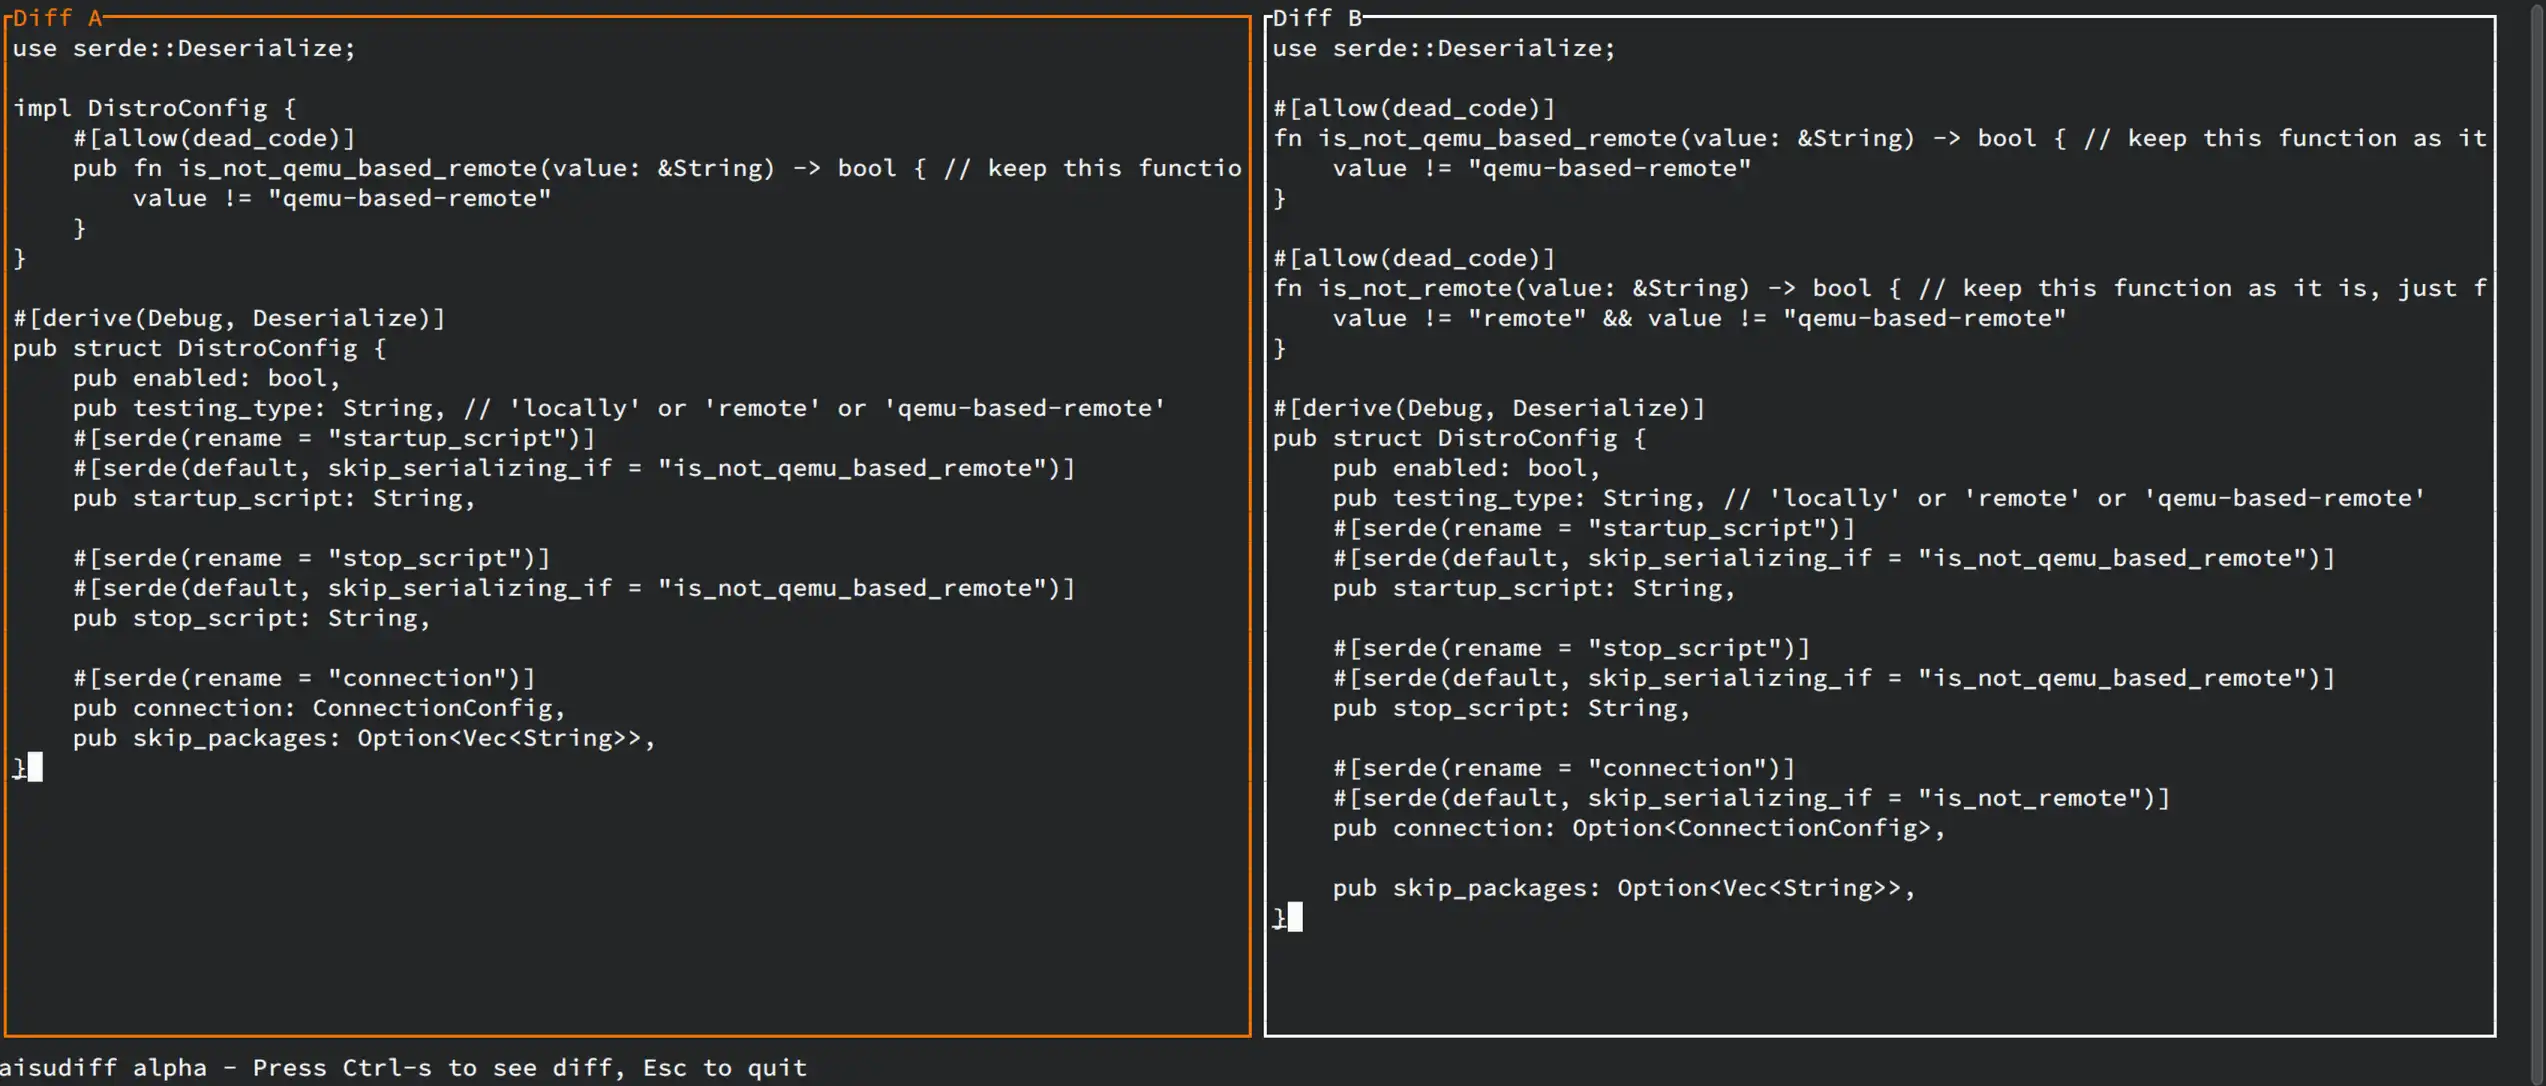 Diff A
use serde::Deserialize;

impl DistroConfig {
    #[allow(dead_code)]
    pub fn is_not_qemu_based_remote(value: &String) -> bool { // keep this functio
        value != "qemu-based-remote"
    }
}

#[derive(Debug, Deserialize)]
pub struct DistroConfig {
    pub enabled: bool,
    pub testing_type: String, // 'locally' or 'remote' or 'qemu-based-remote'
    #[serde(rename = "startup_script")]
    #[serde(default, skip_serializing_if = "is_not_qemu_based_remote")]
    pub startup_script: String,

    #[serde(rename = "stop_script")]
    #[serde(default, skip_serializing_if = "is_not_qemu_based_remote")]
    pub stop_script: String,

    #[serde(rename = "connection")]
    pub connection: ConnectionConfig,
    pub skip_packages: Option<Vec<String>>,
}
Diff B
use serde::Deserialize;

#[allow(dead_code)]
fn is_not_qemu_based_remote(value: &String) -> bool { // keep this function as it
    value != "qemu-based-remote"
}

#[allow(dead_code)]
fn is_not_remote(value: &String) -> bool { // keep this function as it is, just f
    value != "remote" && value != "qemu-based-remote"
}

#[derive(Debug, Deserialize)]
pub struct DistroConfig {
    pub enabled: bool,
    pub testing_type: String, // 'locally' or 'remote' or 'qemu-based-remote'
    #[serde(rename = "startup_script")]
    #[serde(default, skip_serializing_if = "is_not_qemu_based_remote")]
    pub startup_script: String,

    #[serde(rename = "stop_script")]
    #[serde(default, skip_serializing_if = "is_not_qemu_based_remote")]
    pub stop_script: String,

    #[serde(rename = "connection")]
    #[serde(default, skip_serializing_if = "is_not_remote")]
    pub connection: Option<ConnectionConfig>,

    pub skip_packages: Option<Vec<String>>,
}
aisudiff alpha - Press Ctrl-s to see diff, Esc to quit